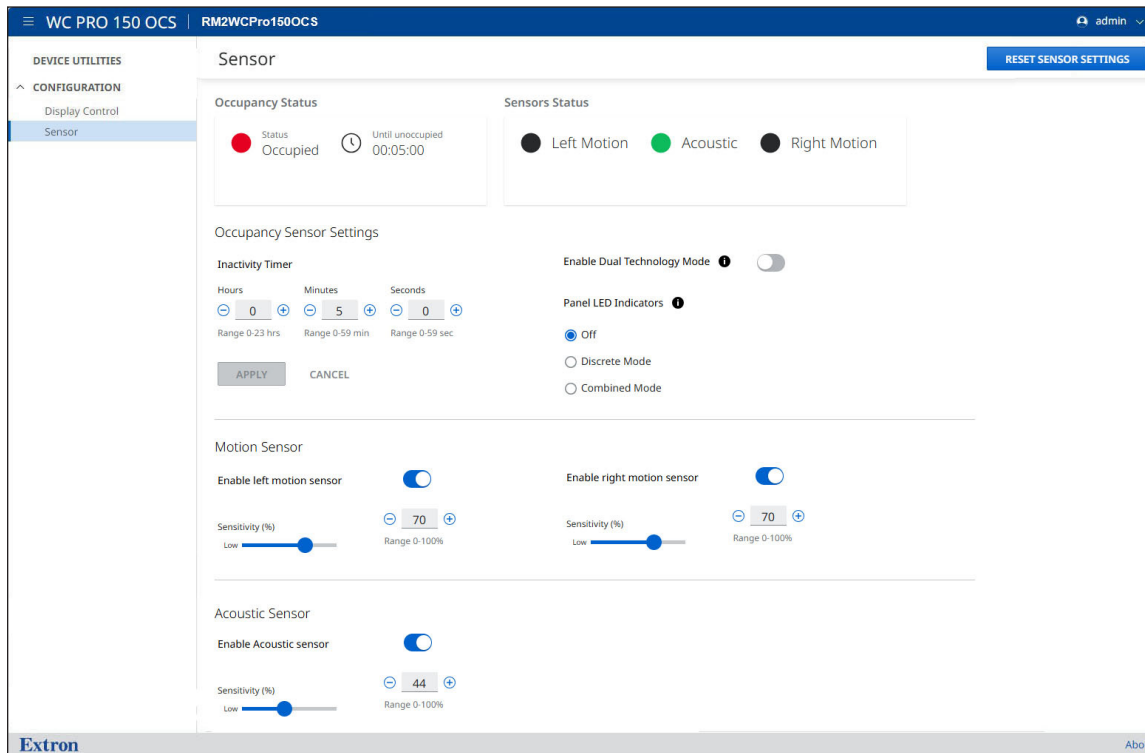 WC PRO 150 OCS | RM2WCPro150OCS
admin
DEVICE UTILITIES
CONFIGURATION
Display Control
Sensor
Sensor
RESET SENSOR SETTINGS
Occupancy Status
Status
Occupied
Until unoccupied
00:05:00
Sensors Status
Left Motion
Acoustic
Right Motion
Occupancy Sensor Settings
Inactivity Timer
Hours
Minutes
Seconds
0
5
0
Range 0-23 hrs
Range 0-59 min
Range 0-59 sec
APPLY
CANCEL
Enable Dual Technology Mode
Panel LED Indicators
Off
Discrete Mode
Combined Mode
Motion Sensor
Enable left motion sensor
Sensitivity (%)
Low
70
Range 0-100%
Enable right motion sensor
Sensitivity (%)
Low
70
Range 0-100%
Acoustic Sensor
Enable Acoustic sensor
Sensitivity (%)
Low
44
Range 0-100%
Extron
Abo